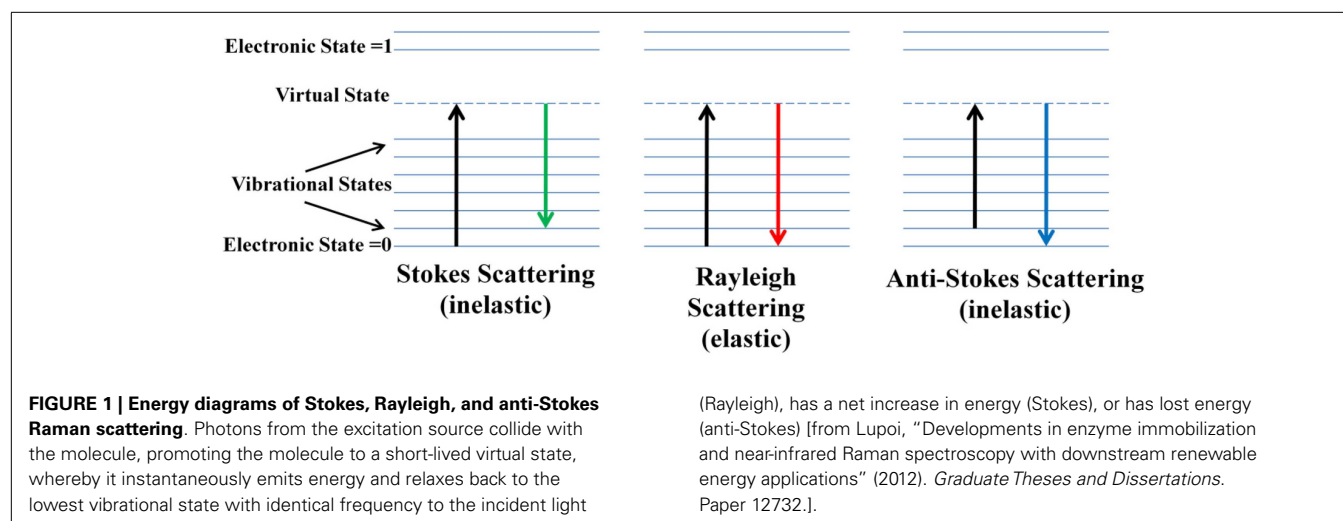 Electronic State =1
Virtual State
Vibrational States
Electronic State =0
Stokes Scattering
(inelastic)
Rayleigh
Scattering
(elastic)
Anti-Stokes Scattering
(inelastic)
FIGURE 1 | Energy diagrams of Stokes, Rayleigh, and anti-Stokes
Raman scattering. Photons from the excitation source collide with
the molecule, promoting the molecule to a short-lived virtual state,
whereby it instantaneously emits energy and relaxes back to the
lowest vibrational state with identical frequency to the incident light
(Rayleigh), has a net increase in energy (Stokes), or has lost energy
(anti-Stokes) [from Lupoi, “Developments in enzyme immobilization
and near-infrared Raman spectroscopy with downstream renewable
energy applications” (2012). Graduate Theses and Dissertations.
Paper 12732.].